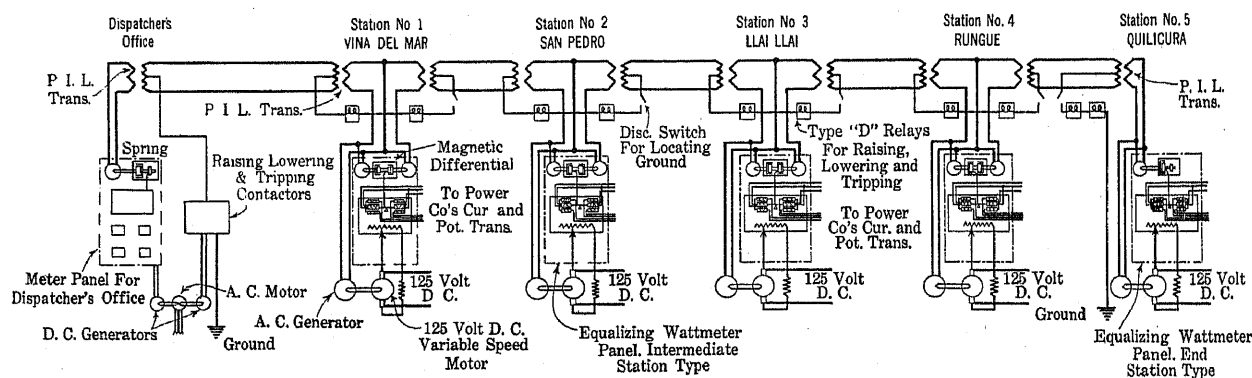 Dispatcher's
Office
Station No 1
VINA DEL MAR
Station No 2
SAN PEDRO
Station No 3
LLAI LLAI
Station No. 4
RUNGUE
Station No. 5
QUILICURA
P I. L.
Trans.
P I L. Trans.
P. I. L.
Trans.
Spring
Raising Lowering
& Tripping
Contactors
Magnetic
Differential
To Power
Co's Cur and
Pot. Trans.
Disc. Switch
For Locating
Ground
Type "D" Relays
For Raising,
Lowering and
Tripping
To Power
Co's Cur. and
Pot. Trans.
Meter Panel For
Dispatcher's Office
A. C. Motor
D. C. Generators
Ground
A. C. Generator
125 Volt
D. C.
125 Volt D. C.
Variable Speed
Motor
125 Volt
D. C.
Equalizing Wattmeter
Panel. Intermediate
Station Type
125 Volt
D. C.
125 Volt
D. C.
Ground
125 Volt
D. C.
Equalizing Wattmeter
Panel. End
Station Type